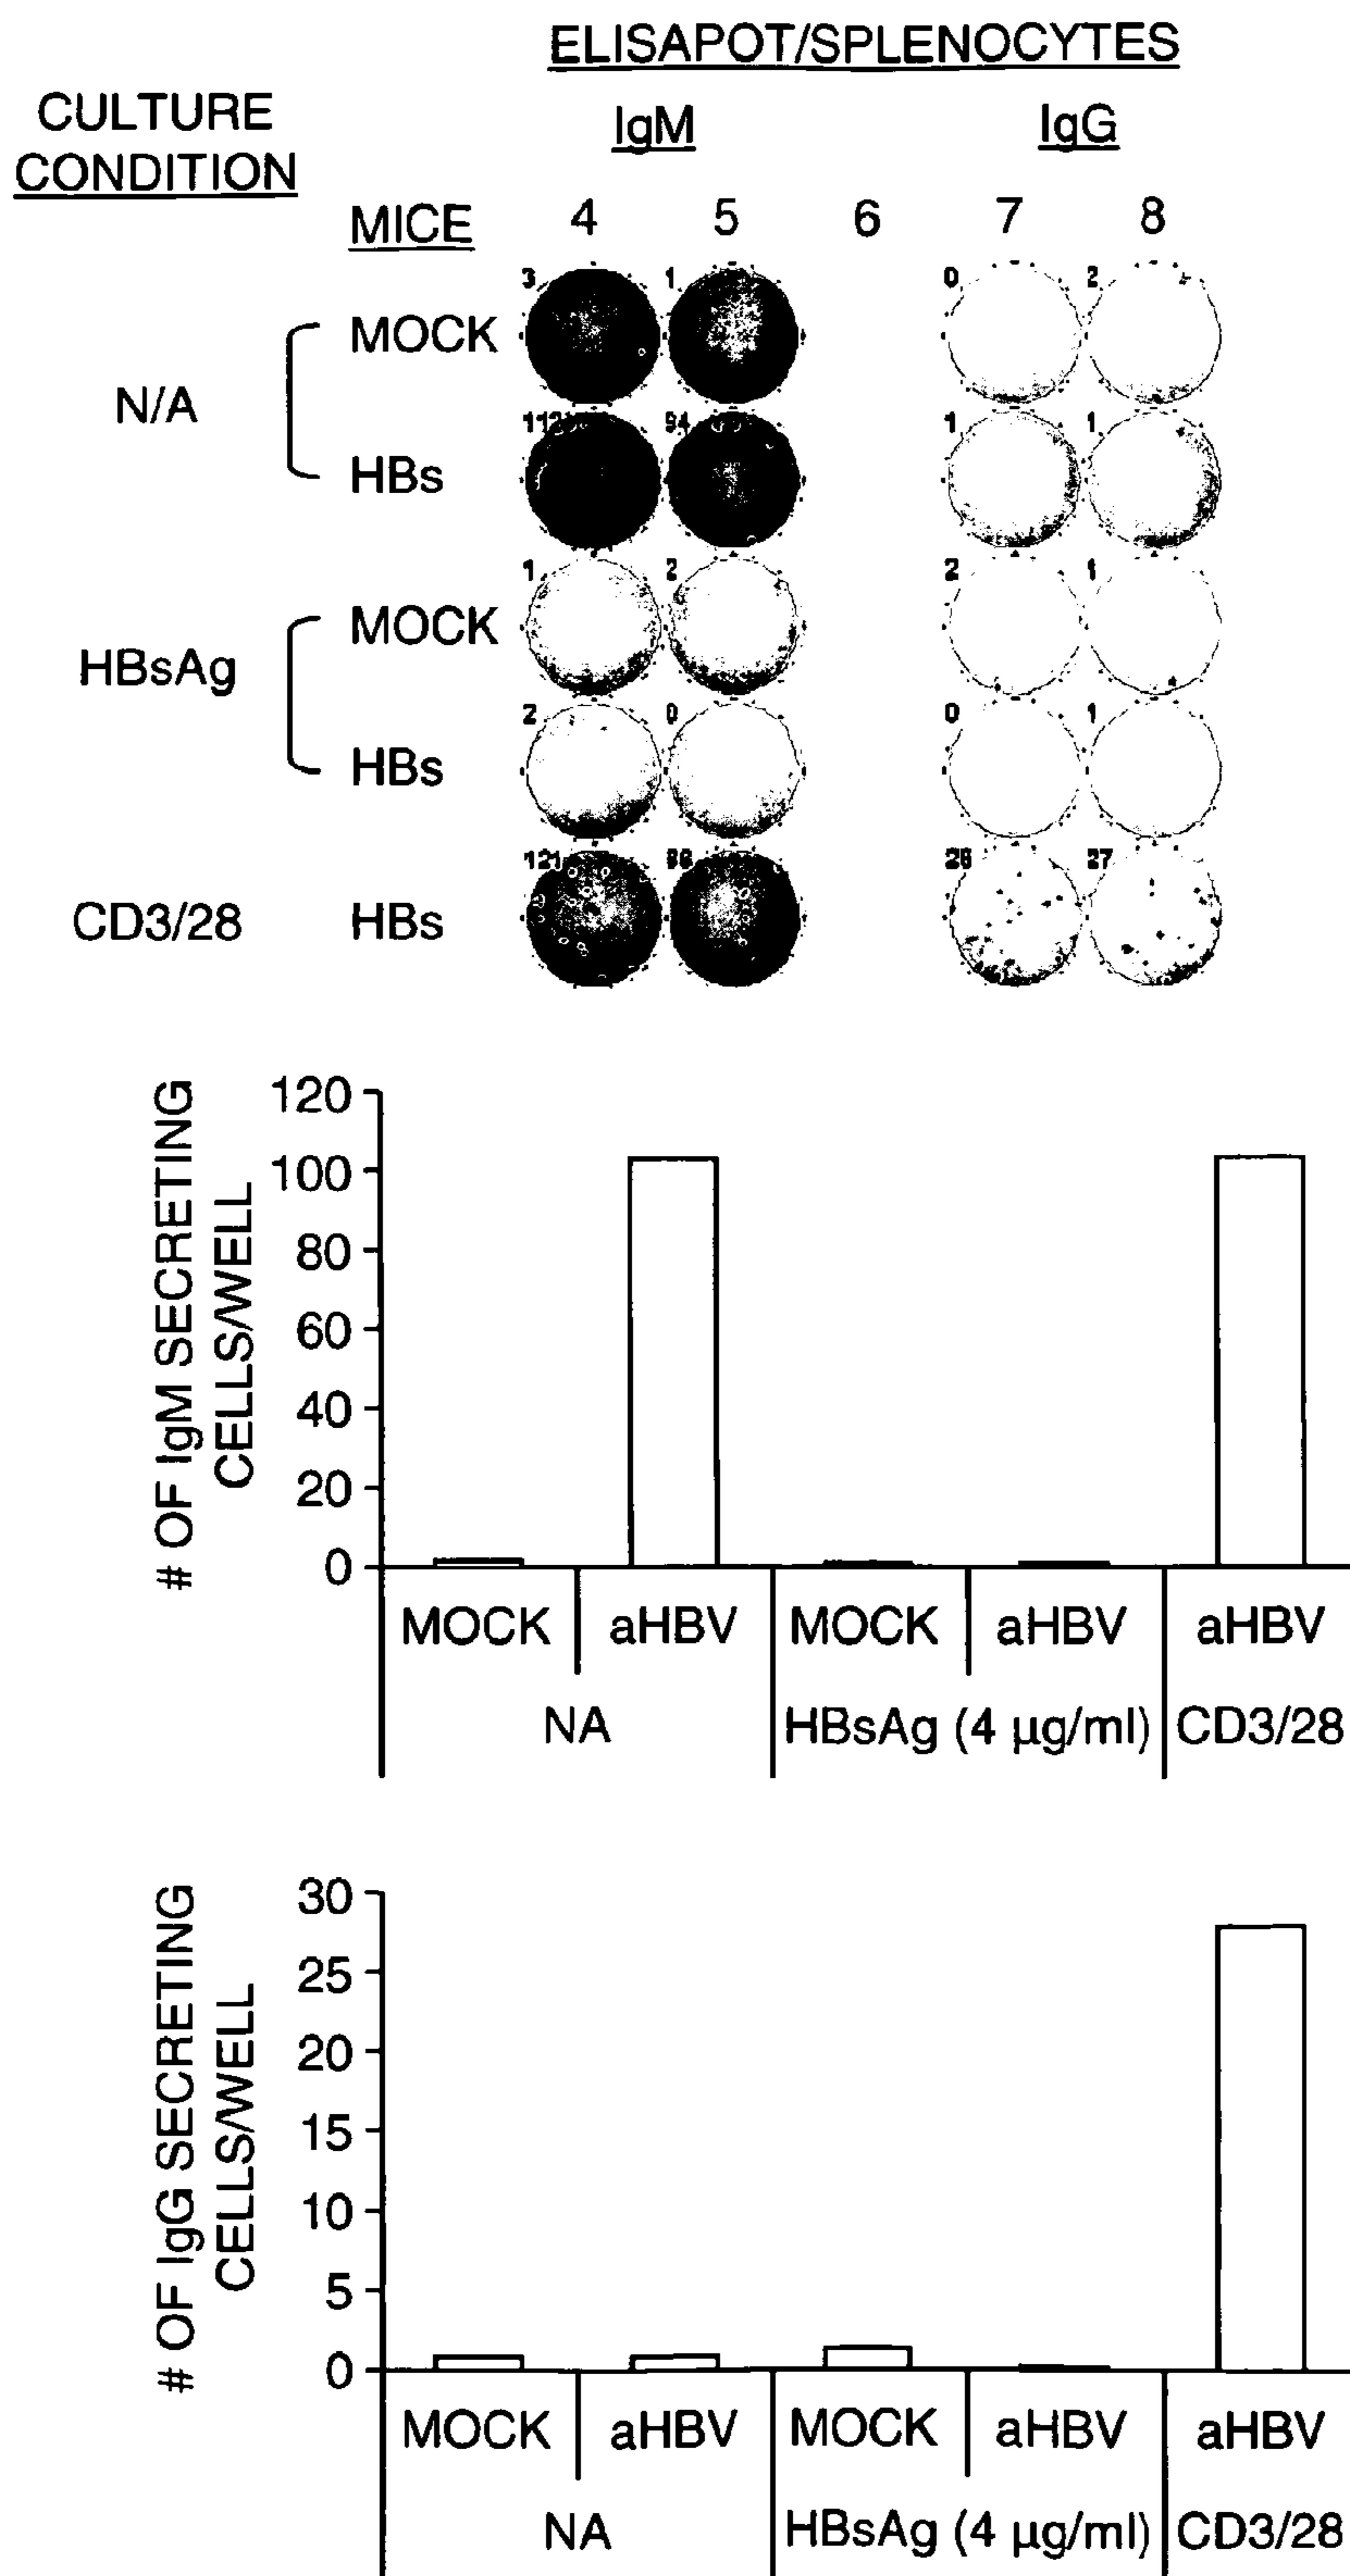 ELISAPOT/SPLENOCYTES
CULTURE
CONDITION
IgM IgG
MICE 4 5 6 7 8
N/A
MOCK 3 1 0 2
HBs 94 1 1
HBsAg
MOCK 1 2 2 1
HBs 2 0 0 1
CD3/28 HBs 121 27
# OF IgM SECRETING
CELLS/WELL
120
100
80
60
40
20
0
MOCK aHBV MOCK aHBV aHBV
NA HBsAg (4 µg/ml) CD3/28
# OF IgG SECRETING
CELLS/WELL
30
25
20
15
10
5
0
MOCK aHBV MOCK aHBV aHBV
NA HBsAg (4 µg/ml) CD3/28